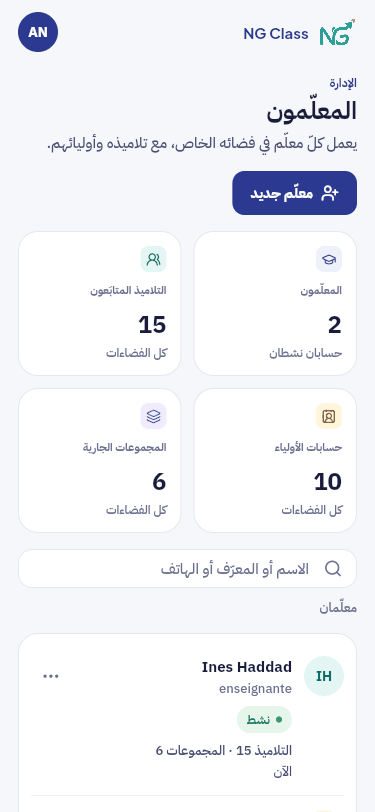 NG NG Class
AN
الإدارة
المعلّمون
يعمل كلّ معلّم في فضائه الخاص، مع تلاميذه وأوليائهم.
معلّم جديد
المعلّمون
2
حسابان نشطان
التلاميذ المتابَعون
15
كل الفضاءات
حسابات الأولياء
10
كل الفضاءات
المجموعات الجارية
6
كل الفضاءات
الاسم أو المعرّف أو الهاتف
معلّمان
IH
Ines Haddad
enseignante
نشط
التلاميذ 15 · المجموعات 6
الآن